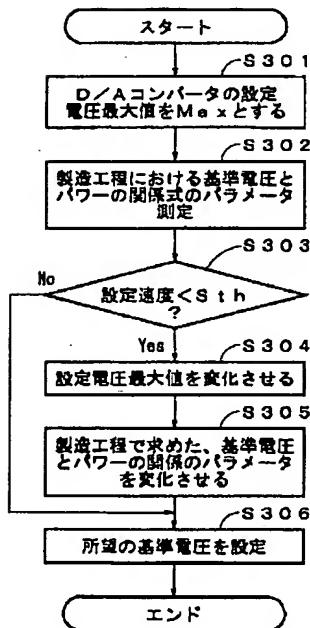 スタート
S301
D/Aコンバータの設定
電圧最大値をMaxとする
S302
製造工程における基準電圧と
パワーの関係式のパラメータ
測定
S303
No
設定速度<Sth
?
Yes
S304
設定電圧最大値を変化させる
S305
製造工程で求めた、基準電圧
とパワーの関係のパラメータ
を変化させる
S306
所望の基準電圧を設定
エンド